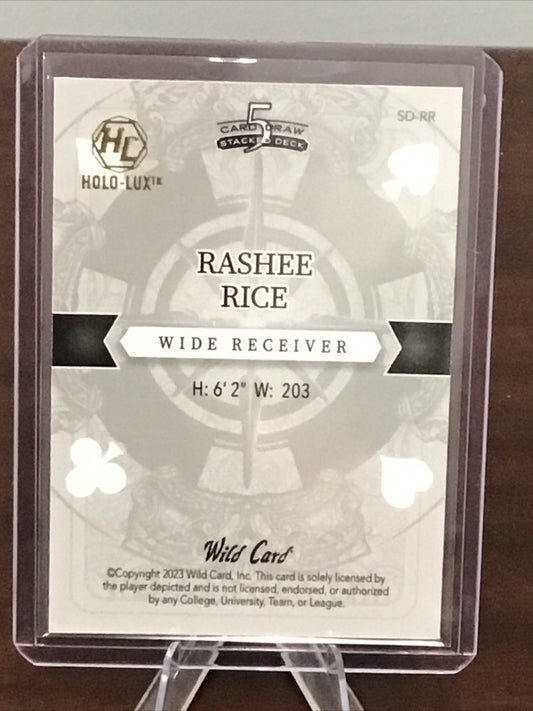 HC
HOLO-LUX™
5
CARD DRAW
STACKED DECK
SD-RR
RASHEE
RICE
WIDE RECEIVER
H: 6' 2" W: 203
Wild Card
©Copyright 2023 Wild Card, Inc. This card is solely licensed by
the player depicted and is not licensed, endorsed, or authorized
by any College, University, Team, or League.